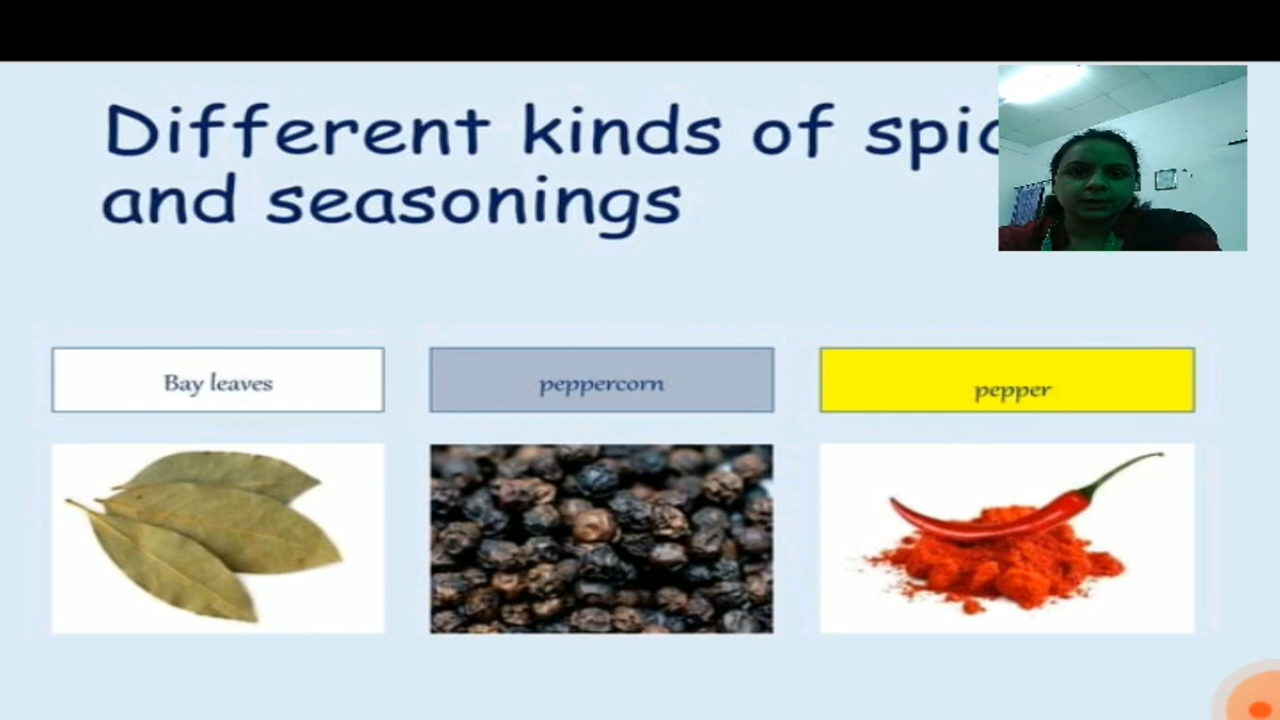 Different kinds of spic
and seasonings
Bay leaves
peppercorn
pepper